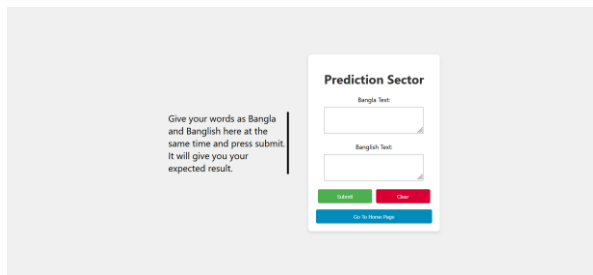 Give your words as Bangla
and Banglish here at the
same time and press submit.
It will give you your
expected result.
Prediction Sector
Bangla Text:
Banglish Text:
Submit
Clear
Go To Home Page